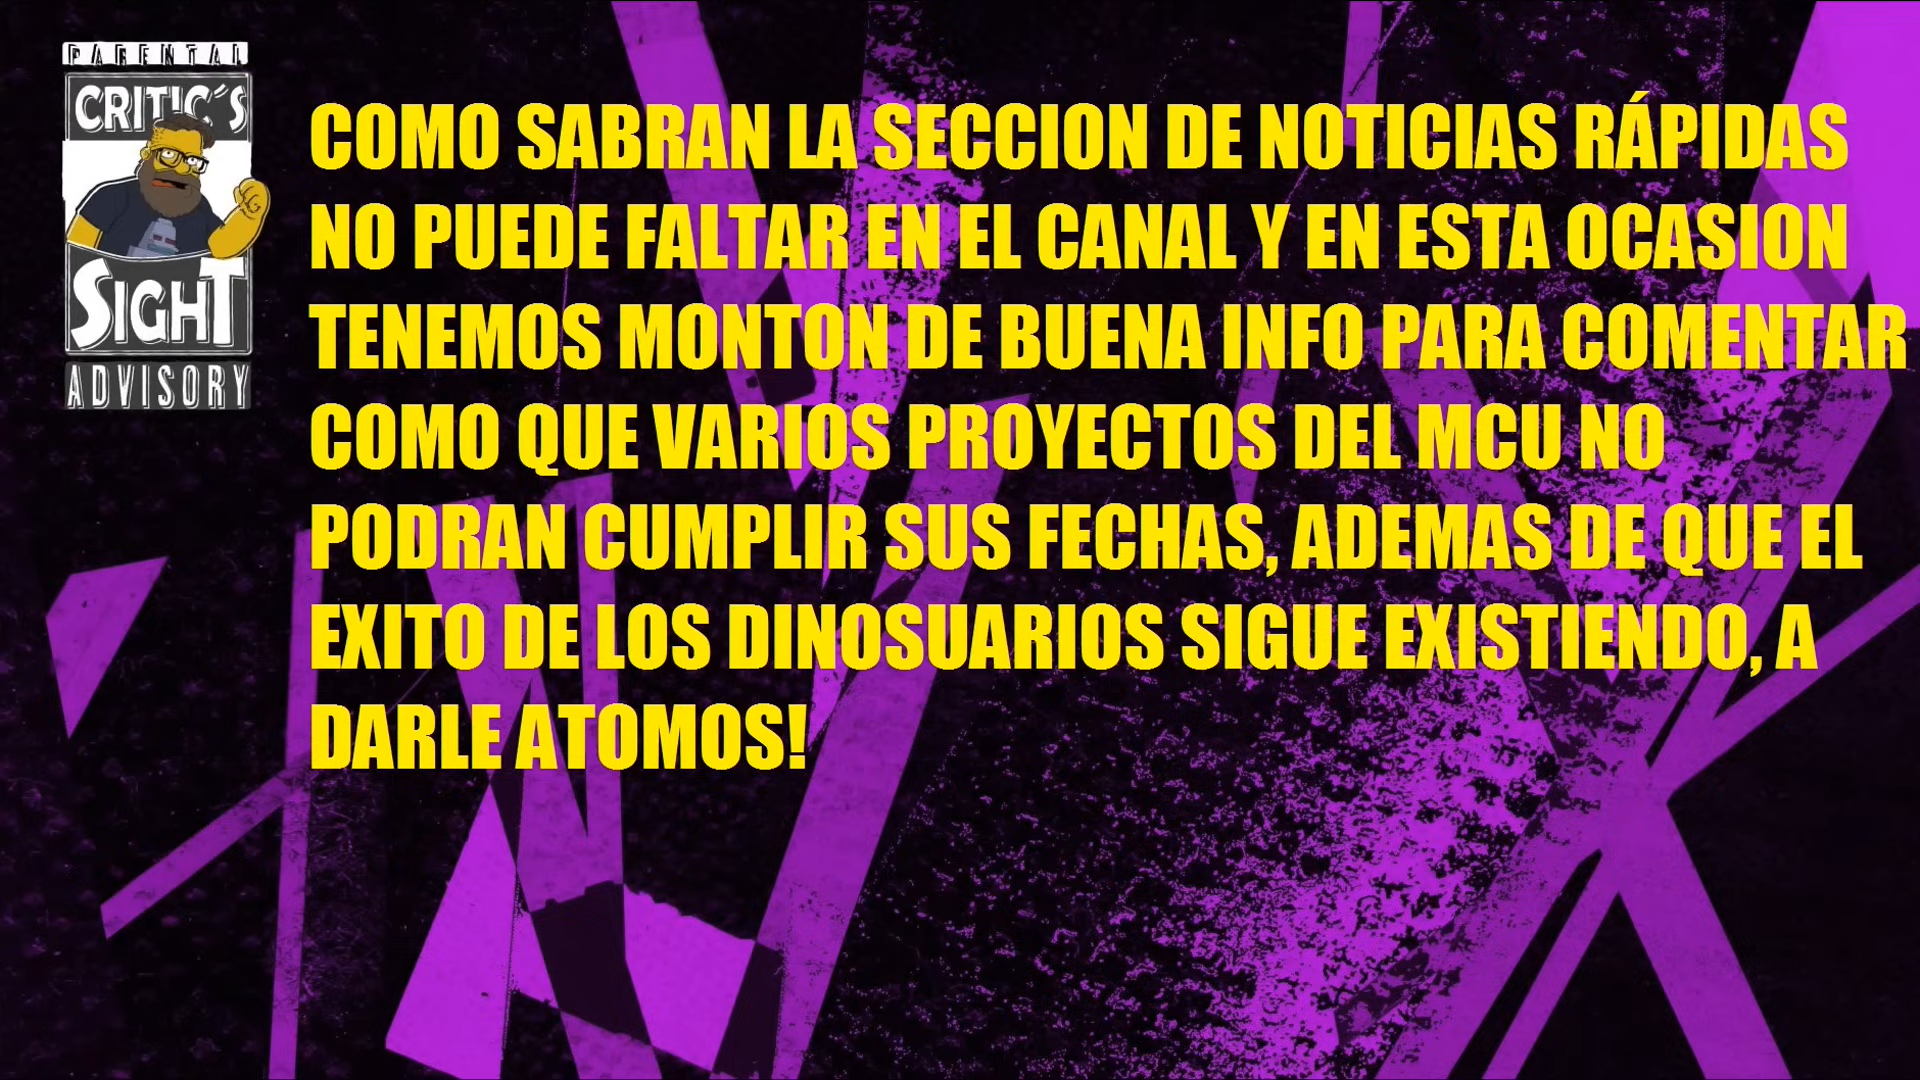 PARENTAL
CRITIC´S
SIGHT
ADVISORY
COMO SABRAN LA SECCION DE NOTICIAS RÁPIDAS
NO PUEDE FALTAR EN EL CANAL Y EN ESTA OCASION
TENEMOS MONTON DE BUENA INFO PARA COMENTAR
COMO QUE VARIOS PROYECTOS DEL MCU NO
PODRAN CUMPLIR SUS FECHAS, ADEMAS DE QUE EL
EXITO DE LOS DINOSUARIOS SIGUE EXISTIENDO, A
DARLE ATOMOS!